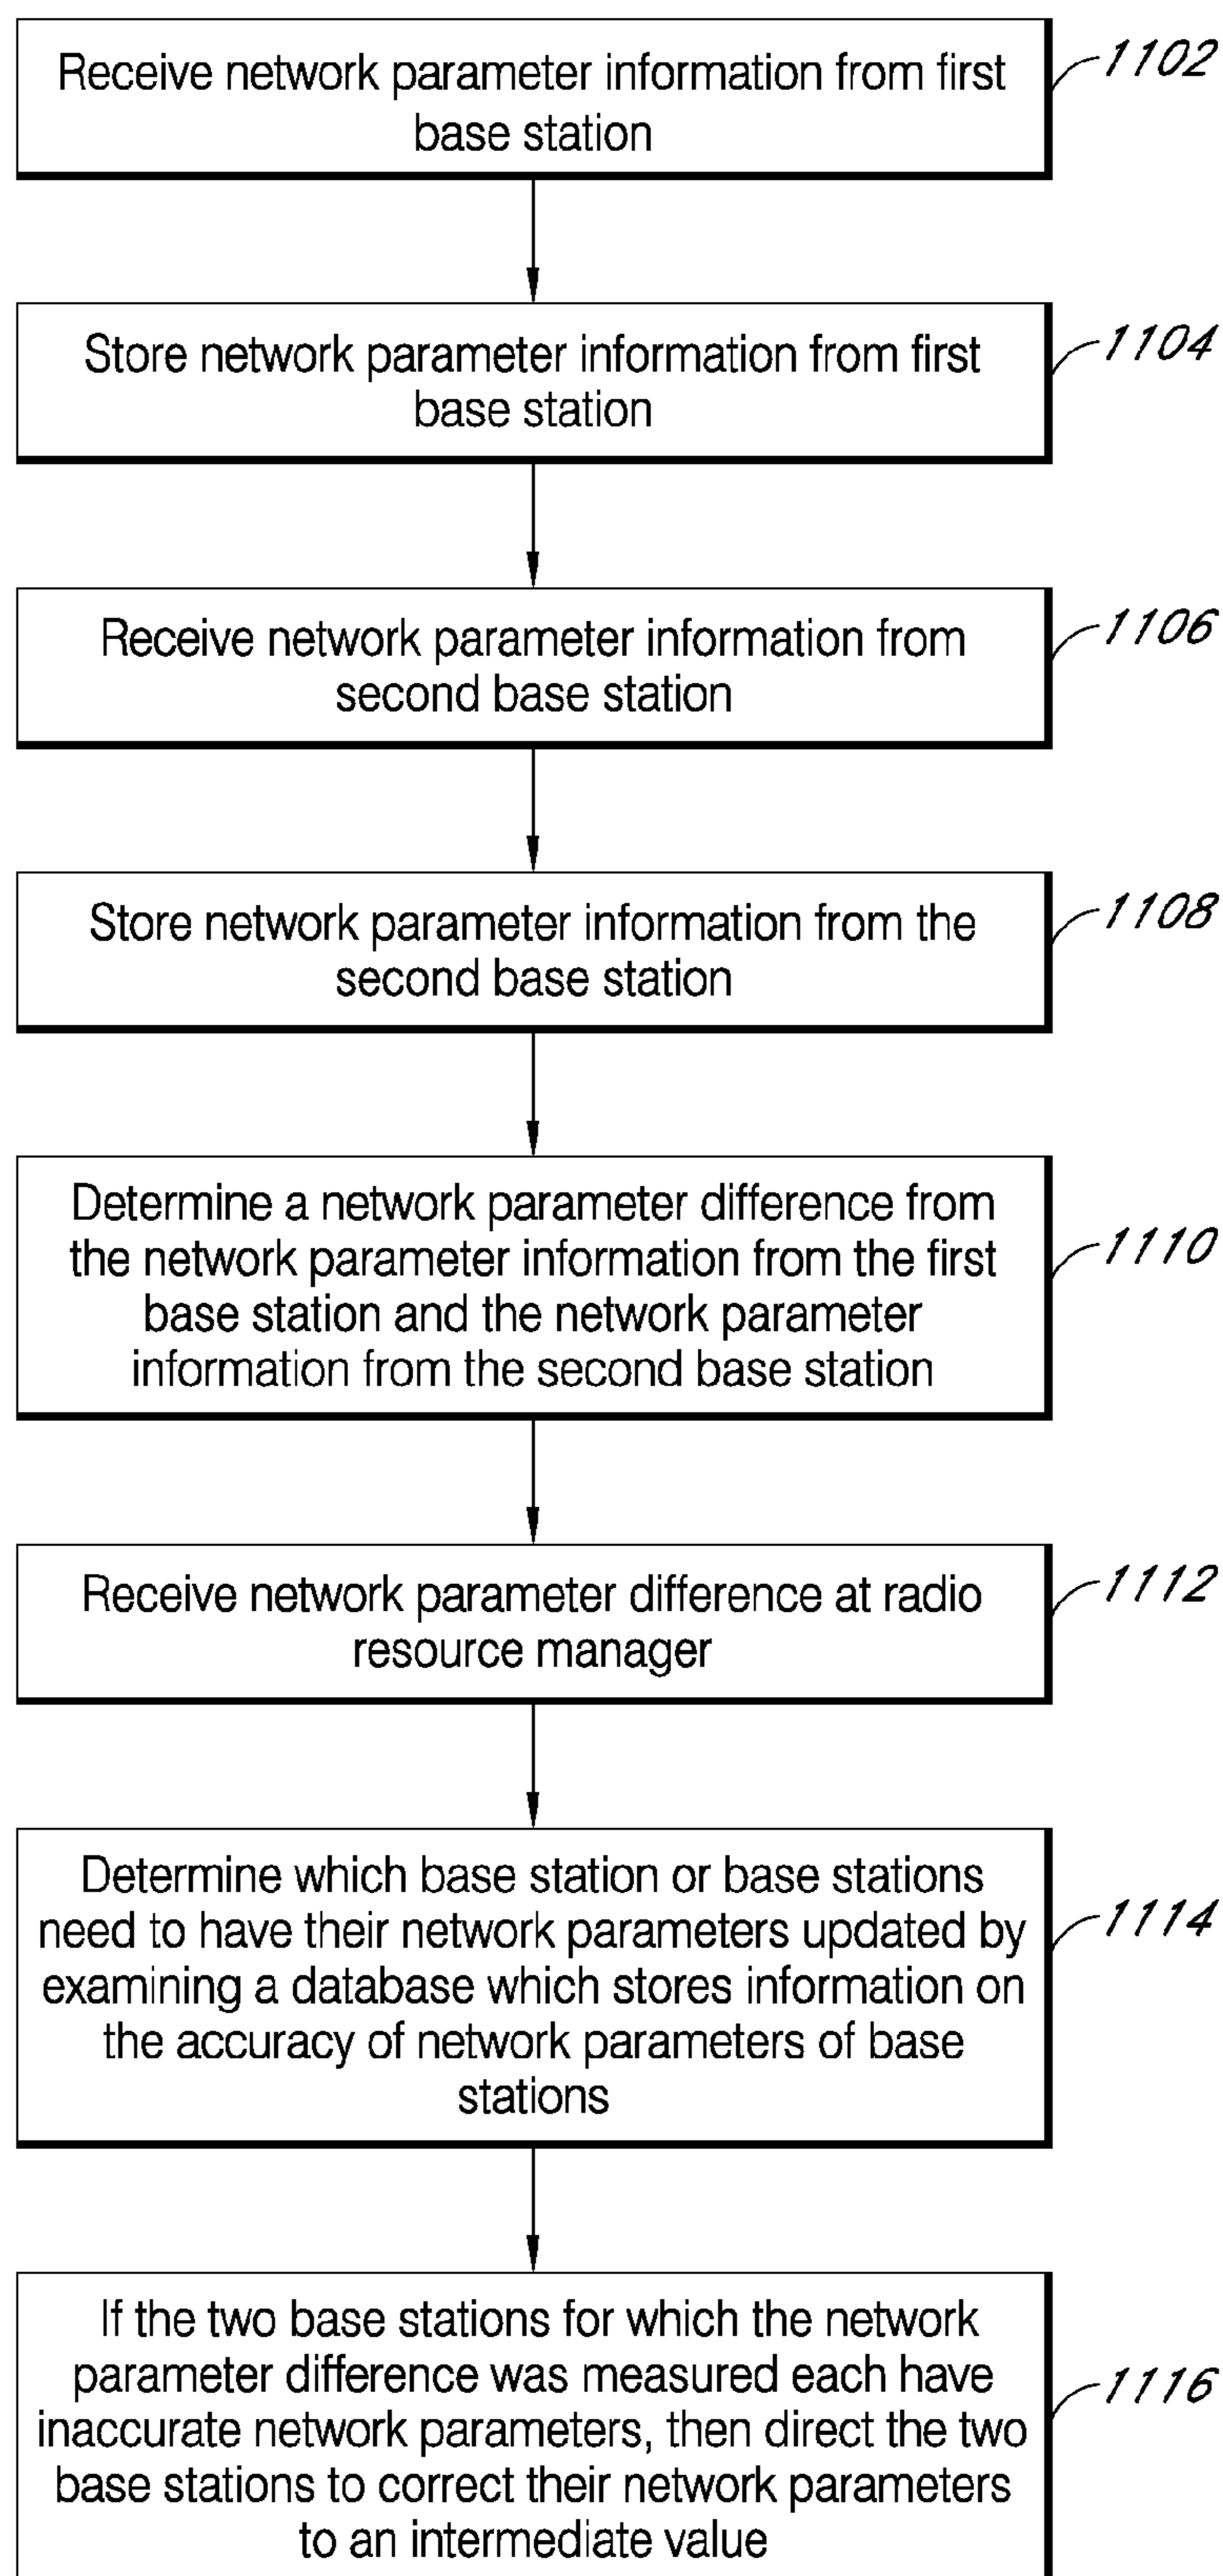 Receive network parameter information from first
base station
1102
Store network parameter information from first
base station
1104
Receive network parameter information from
second base station
1106
Store network parameter information from the
second base station
1108
Determine a network parameter difference from
the network parameter information from the first
base station and the network parameter
information from the second base station
1110
Receive network parameter difference at radio
resource manager
1112
Determine which base station or base stations
need to have their network parameters updated by
examining a database which stores information on
the accuracy of network parameters of base
stations
1114
If the two base stations for which the network
parameter difference was measured each have
inaccurate network parameters, then direct the two
base stations to correct their network parameters
to an intermediate value
1116